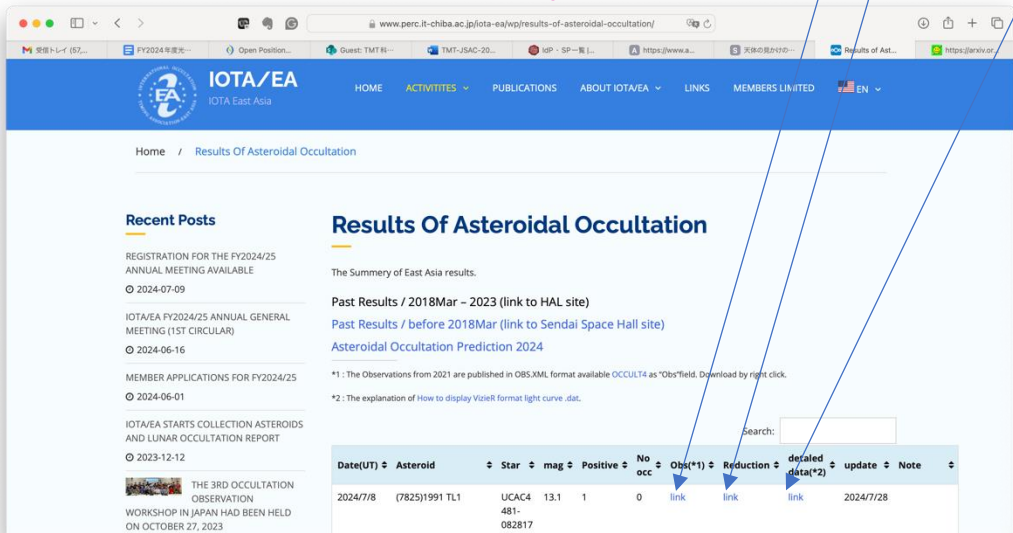 www.perc.it-chiba.ac.jp/iota-ea/wp/results-of-asteroidal-occultation/
受信トレイ (57,...
FY2024年度光…
Open Position...
Guest: TMT科…
TMT-JSAC-20...
IdP・SP一覧 |...
https://www.a...
天体の見かけの…
Results of Ast...
https://arxiv.or...
IOTA/EA
IOTA East Asia
HOME ACTIVITITES PUBLICATIONS ABOUT IOTA/EA LINKS MEMBERS LIMITED EN
Home / Results Of Asteroidal Occultation
Recent Posts
REGISTRATION FOR THE FY2024/25
ANNUAL MEETING AVAILABLE
2024-07-09
IOTA/EA FY2024/25 ANNUAL GENERAL
MEETING (1ST CIRCULAR)
2024-06-16
MEMBER APPLICATIONS FOR FY2024/25
2024-06-01
IOTA/EA STARTS COLLECTION ASTEROIDS
AND LUNAR OCCULTATION REPORT
2023-12-12
THE 3RD OCCULTATION
OBSERVATION
WORKSHOP IN JAPAN HAD BEEN HELD
ON OCTOBER 27, 2023
Results Of Asteroidal Occultation
The Summery of East Asia results.
Past Results / 2018Mar – 2023 (link to HAL site)
Past Results / before 2018Mar (link to Sendai Space Hall site)
Asteroidal Occultation Prediction 2024
*1 : The Observations from 2021 are published in OBS.XML format available OCCULT4 as "Obs"field. Download by right click.
*2 : The explanation of How to display VizieR format light curve .dat.
Search:
Date(UT) Asteroid Star mag Positive No occ Obs(*1) Reduction detaled data(*2) update Note
2024/7/8 (7825)1991 TL1 UCAC4 13.1 1 0 link link link 2024/7/28
481-
082817